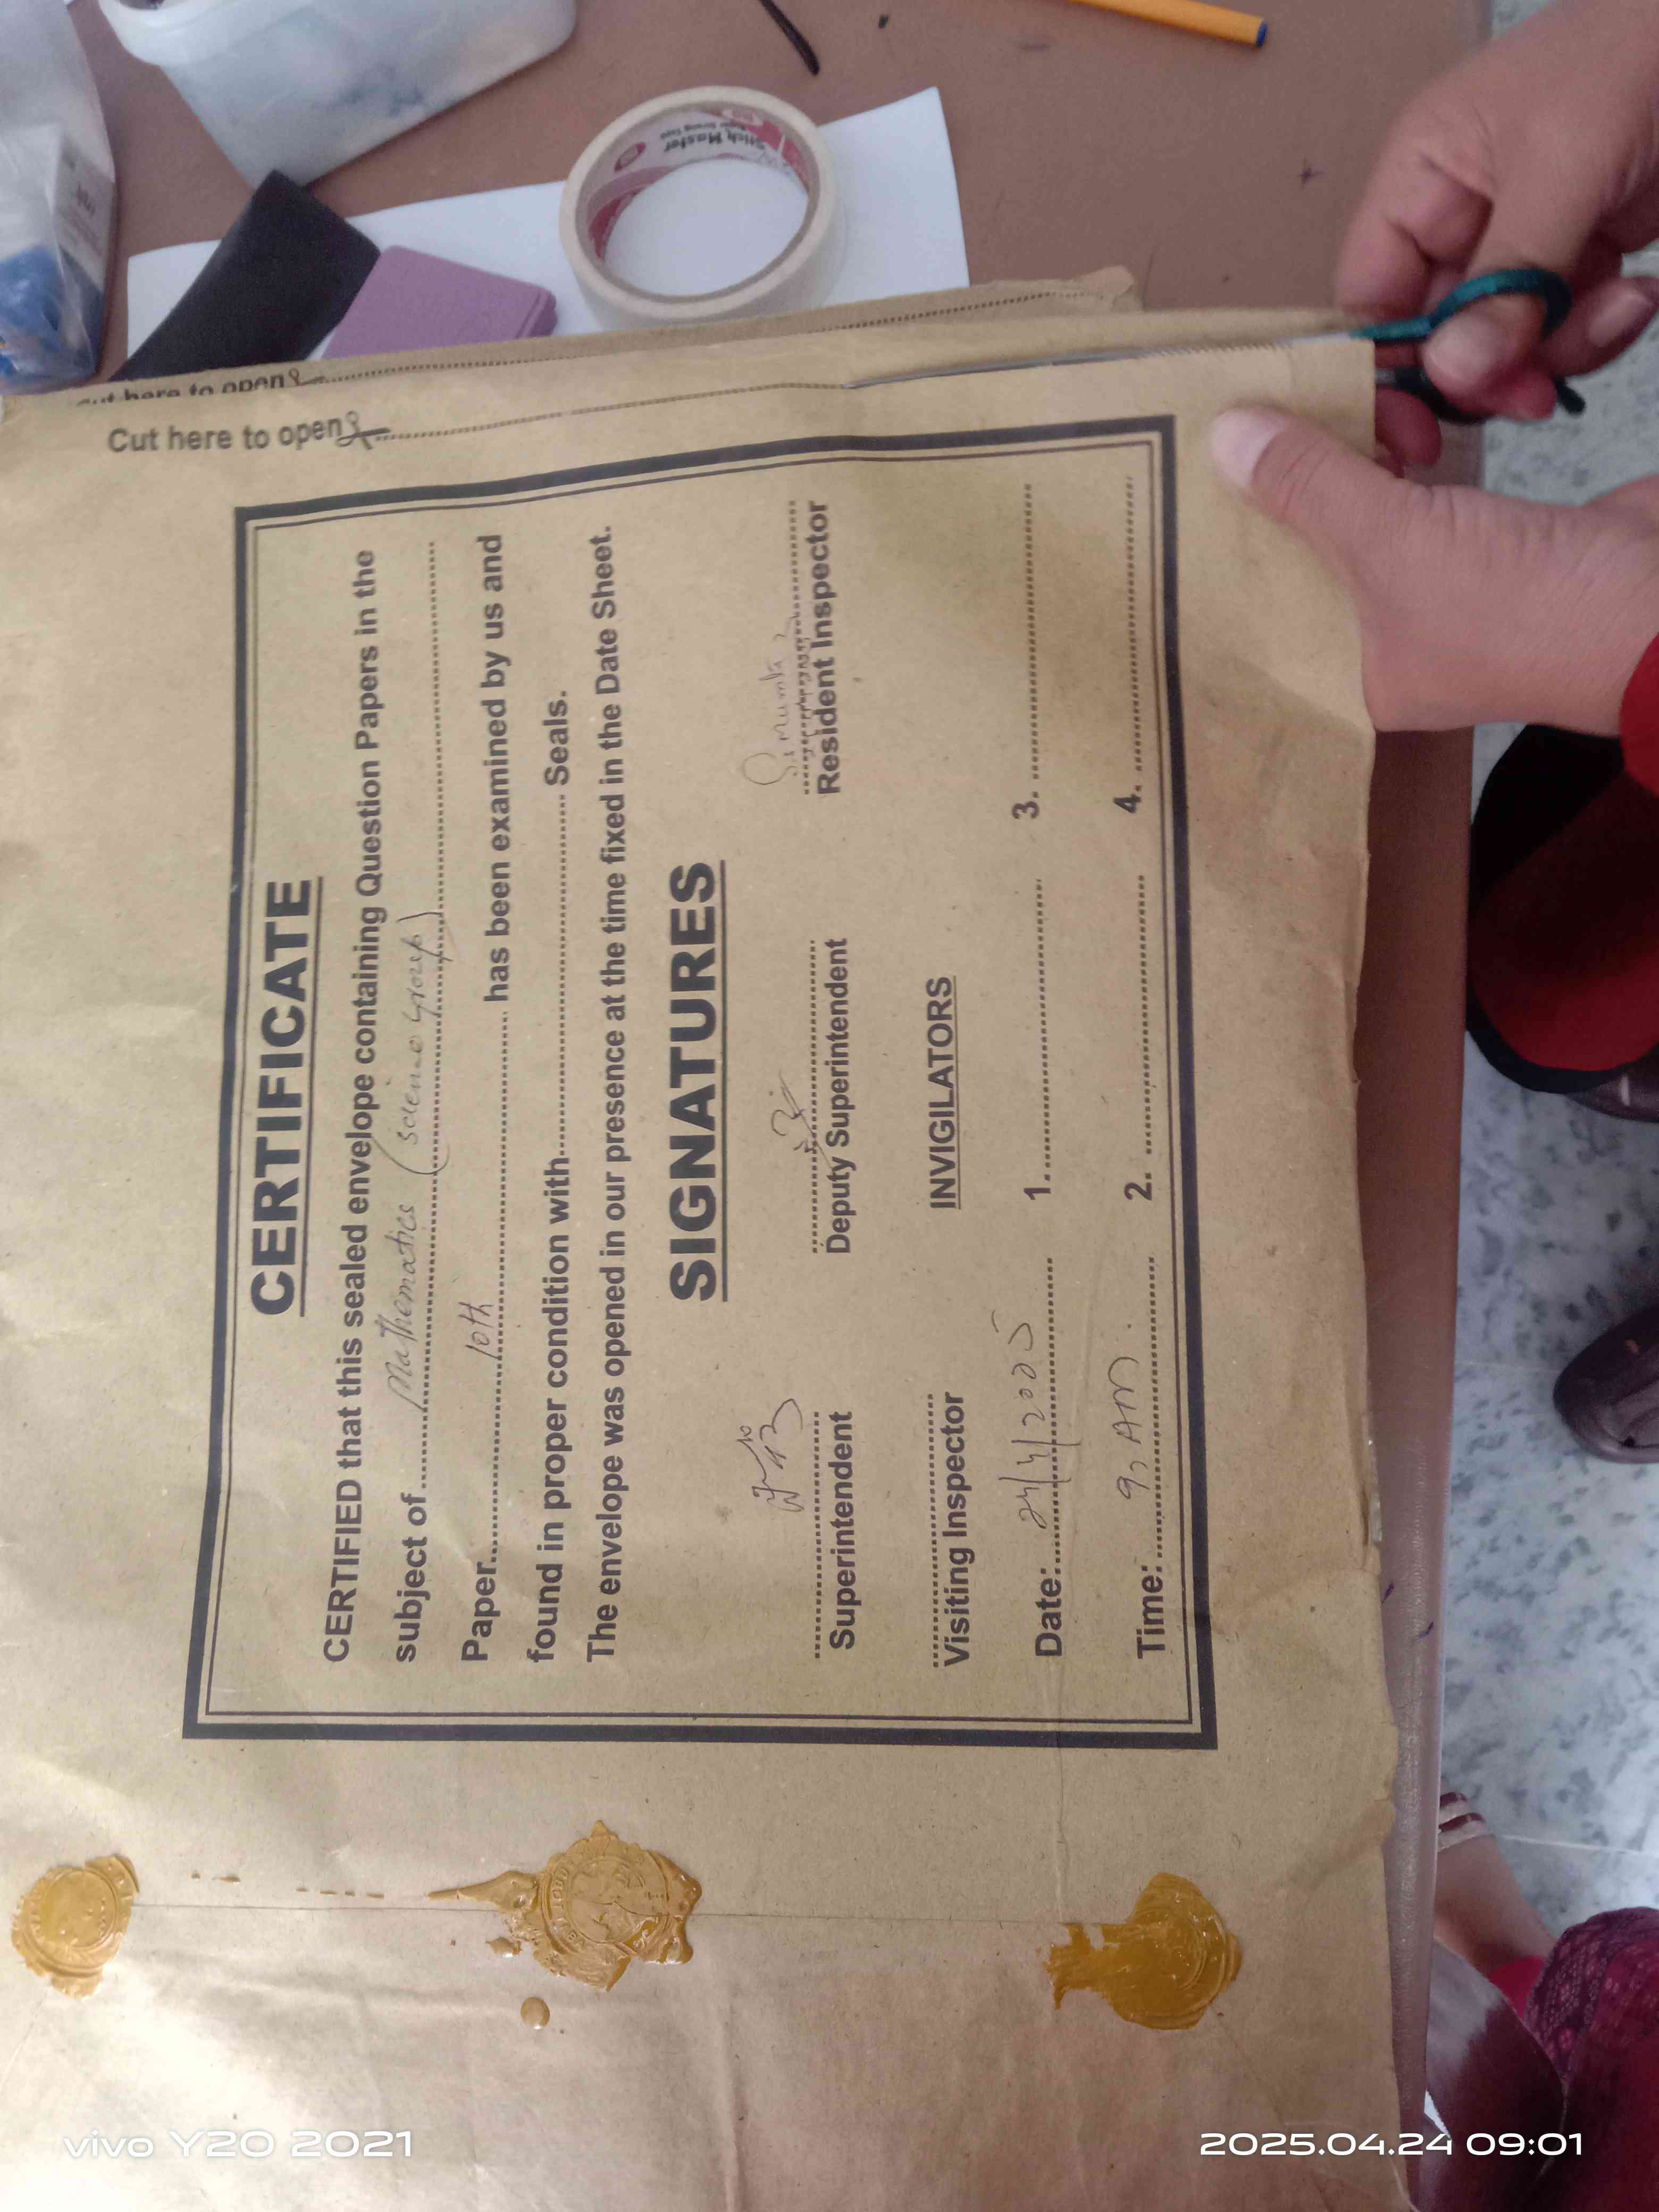 Cut here to open
Cut here to open
CERTIFICATE
CERTIFIED that this sealed envelope containing Question Papers in the
subject of Mathematics (Science Group)
Paper 10th has been examined by us and
found in proper condition with Seals.
The envelope was opened in our presence at the time fixed in the Date Sheet.
SIGNATURES
Superintendent Deputy Superintendent Resident Inspector
Visiting Inspector INVIGILATORS
Date: 24/4/2025 1. 3.
Time: 9, AM. 2. 4.
Stick Master
vivo Y20 2021
2025.04.24 09:01